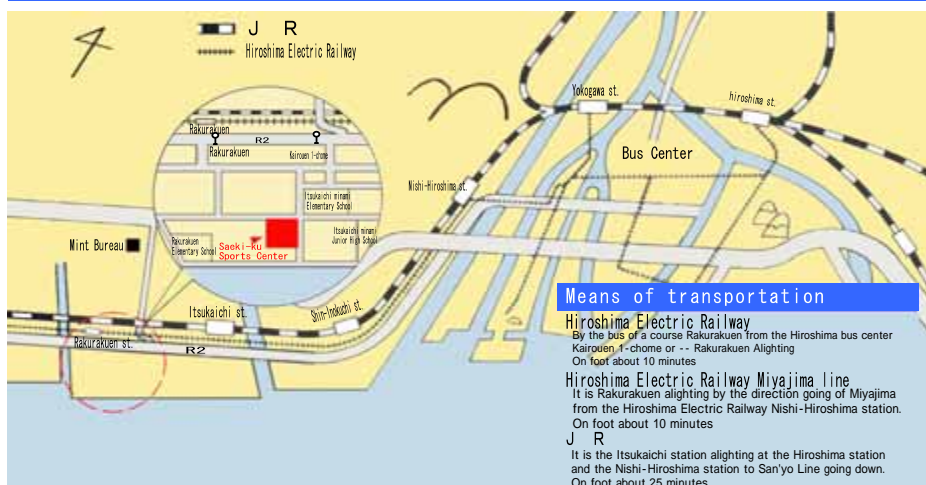 J R
Hiroshima Electric Railway
Yokogawa st.
hiroshima st.
Rakurakuen
R2
Rakurakuen
Kairouen 1-chome
Bus Center
Nishi-Hiroshima st.
Itsukaichi minami
Elementary School
Itsukaichi minami
Junior High School
Rakurakuen
Elementary School
Saeki-ku
Sports Center
Mint Bureau
Itsukaichi st.
Shin-Inokuchi st.
Rakurakuen st.
R2
Means of transportation
Hiroshima Electric Railway
By the bus of a course Rakurakuen from the Hiroshima bus center
Kairouen 1-chome or -- Rakurakuen Alighting
On foot about 10 minutes
Hiroshima Electric Railway Miyajima line
It is Rakurakuen alighting by the direction going of Miyajima
from the Hiroshima Electric Railway Nishi-Hiroshima station.
On foot about 10 minutes
J R
It is the Itsukaichi station alighting at the Hiroshima station
and the Nishi-Hiroshima station to San'yo Line going down.
On foot about 25 minutes